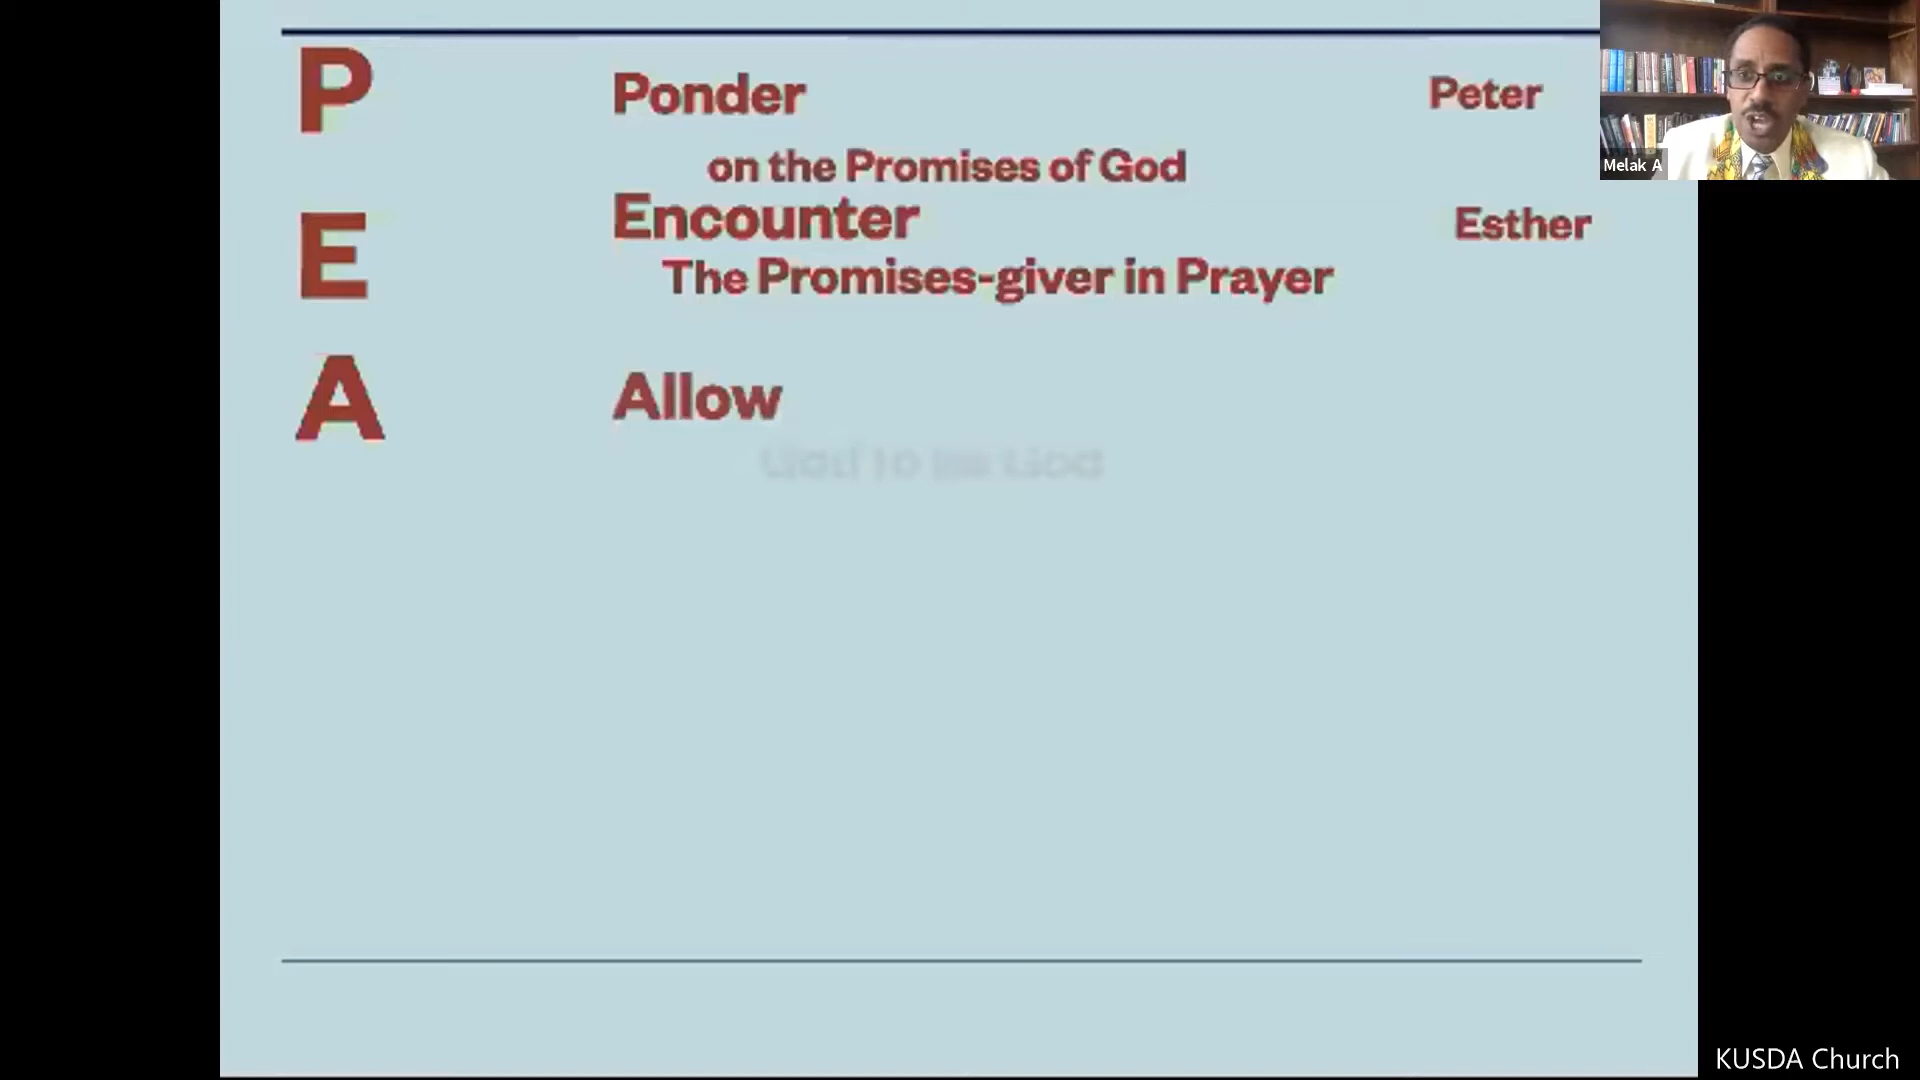 P Ponder Peter
on the Promises of God
E Encounter Esther
The Promises-giver in Prayer
A Allow
God to be God
Melak A
KUSDA Church